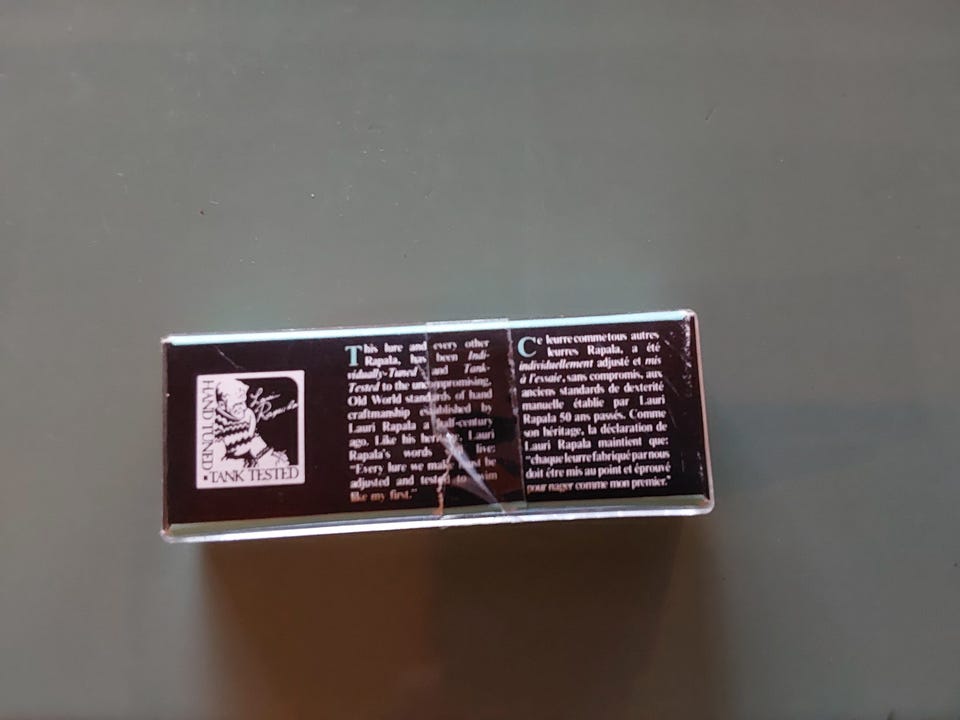 HAND TUNED
Lauri
Rapala
TANK TESTED
This lure and every other
Rapala, has been Indi-
vidually-Tuned and Tank-
Tested to the uncompromising,
Old World standards of hand
craftmanship established by
Lauri Rapala a half-century
ago. Like his heritage, Lauri
Rapala's words live:
"Every lure we make must be
adjusted and tested to swim
like my first."
Ce leurre comme tous autres
leurres Rapala, a été
individuellement adjusté et mis
à l'essaie, sans compromis, aux
anciens standards de dexterité
manuelle établie par Lauri
Rapala 50 ans passés. Comme
son héritage, la déclaration de
Lauri Rapala maintient que:
"chaque leurre fabriqué par nous
doit être mis au point et éprouvé
pour nager comme mon premier."